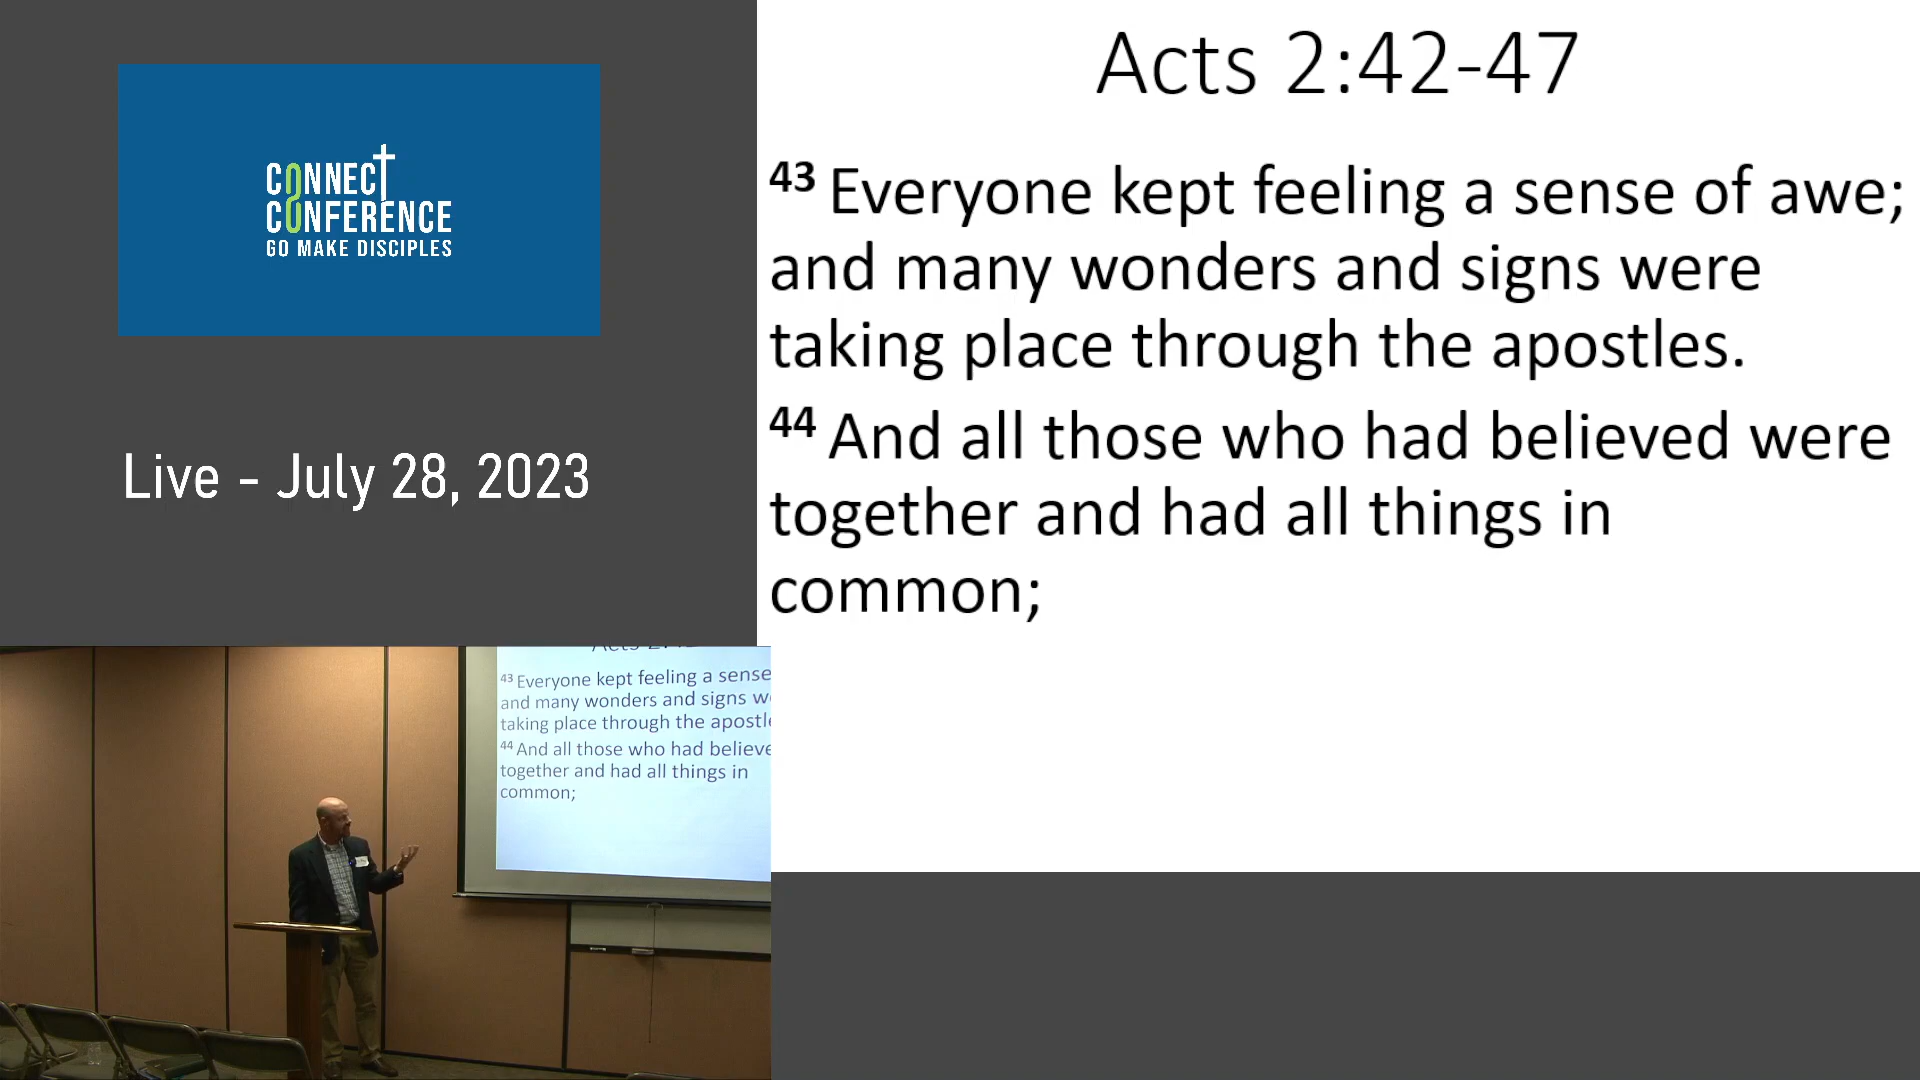 CONNECT
CONFERENCE
GO MAKE DISCIPLES
Live - July 28, 2023
Acts 2:42-47
43 Everyone kept feeling a sense of awe;
and many wonders and signs were
taking place through the apostles.
44 And all those who had believed were
together and had all things in
common;
43 Everyone kept feeling a sense
and many wonders and signs
taking place through the
44 And all those who had
together and had all things in
common;